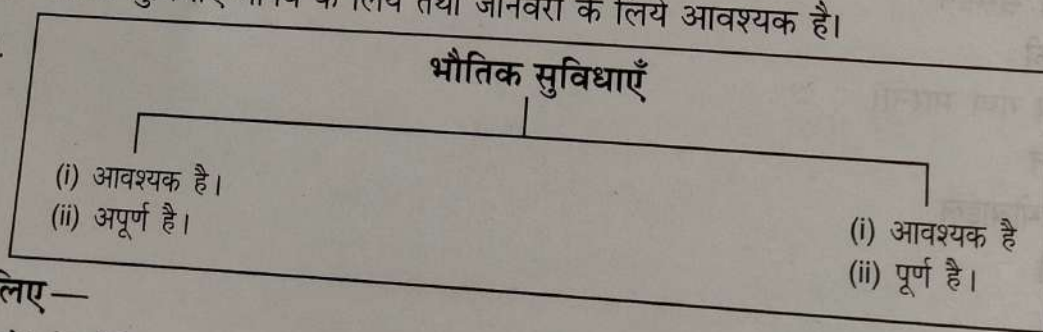 के लिये तथा जानवरों के लिये आवश्यक है।
भौतिक सुविधाएँ
(i) आवश्यक है।
(ii) अपूर्ण है।
(i) आवश्यक है
(ii) पूर्ण है।
लिए—